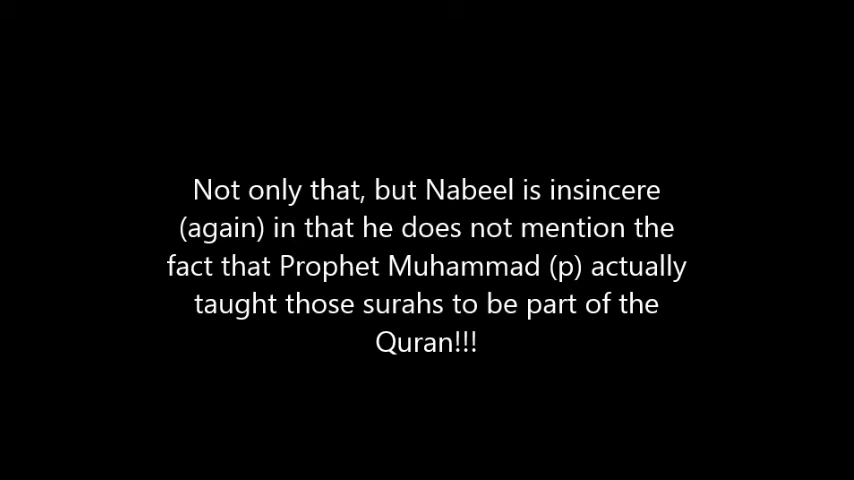 Not only that, but Nabeel is insincere
(again) in that he does not mention the
fact that Prophet Muhammad (p) actually
taught those surahs to be part of the
Quran!!!